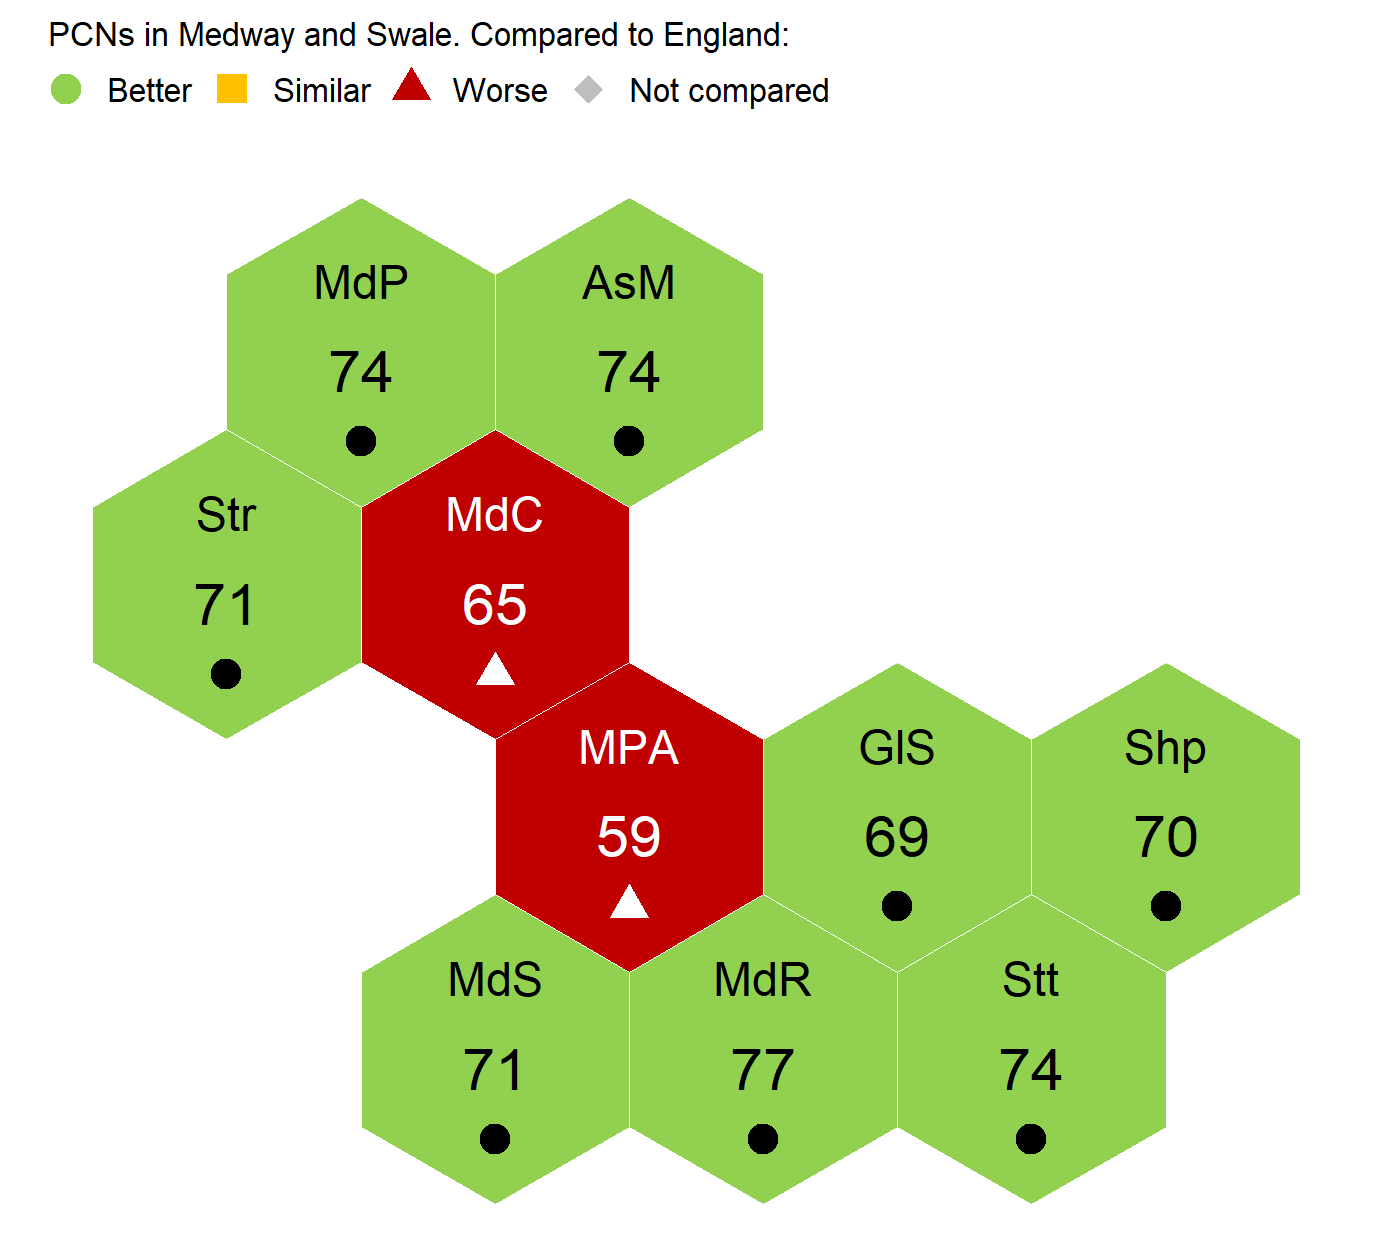 PCNs in Medway and Swale. Compared to England:
Better Similar Worse Not compared
MdP AsM
74 74
Str MdC
71 65
MPA GlS Shp
59 69 70
MdS MdR Stt
71 77 74